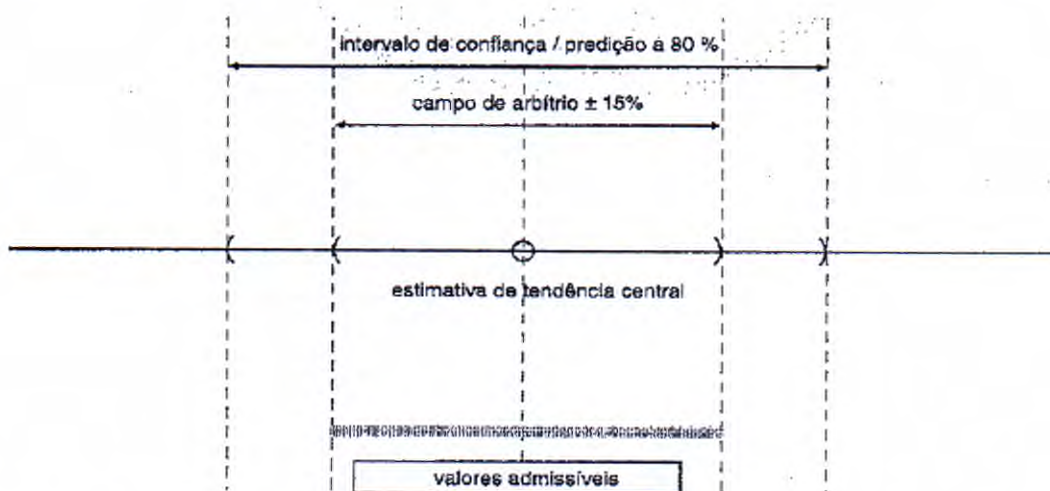 intervalo de confiança / predição a 80 %
campo de arbítrio ± 15%
estimativa de tendência central
valores admissíveis